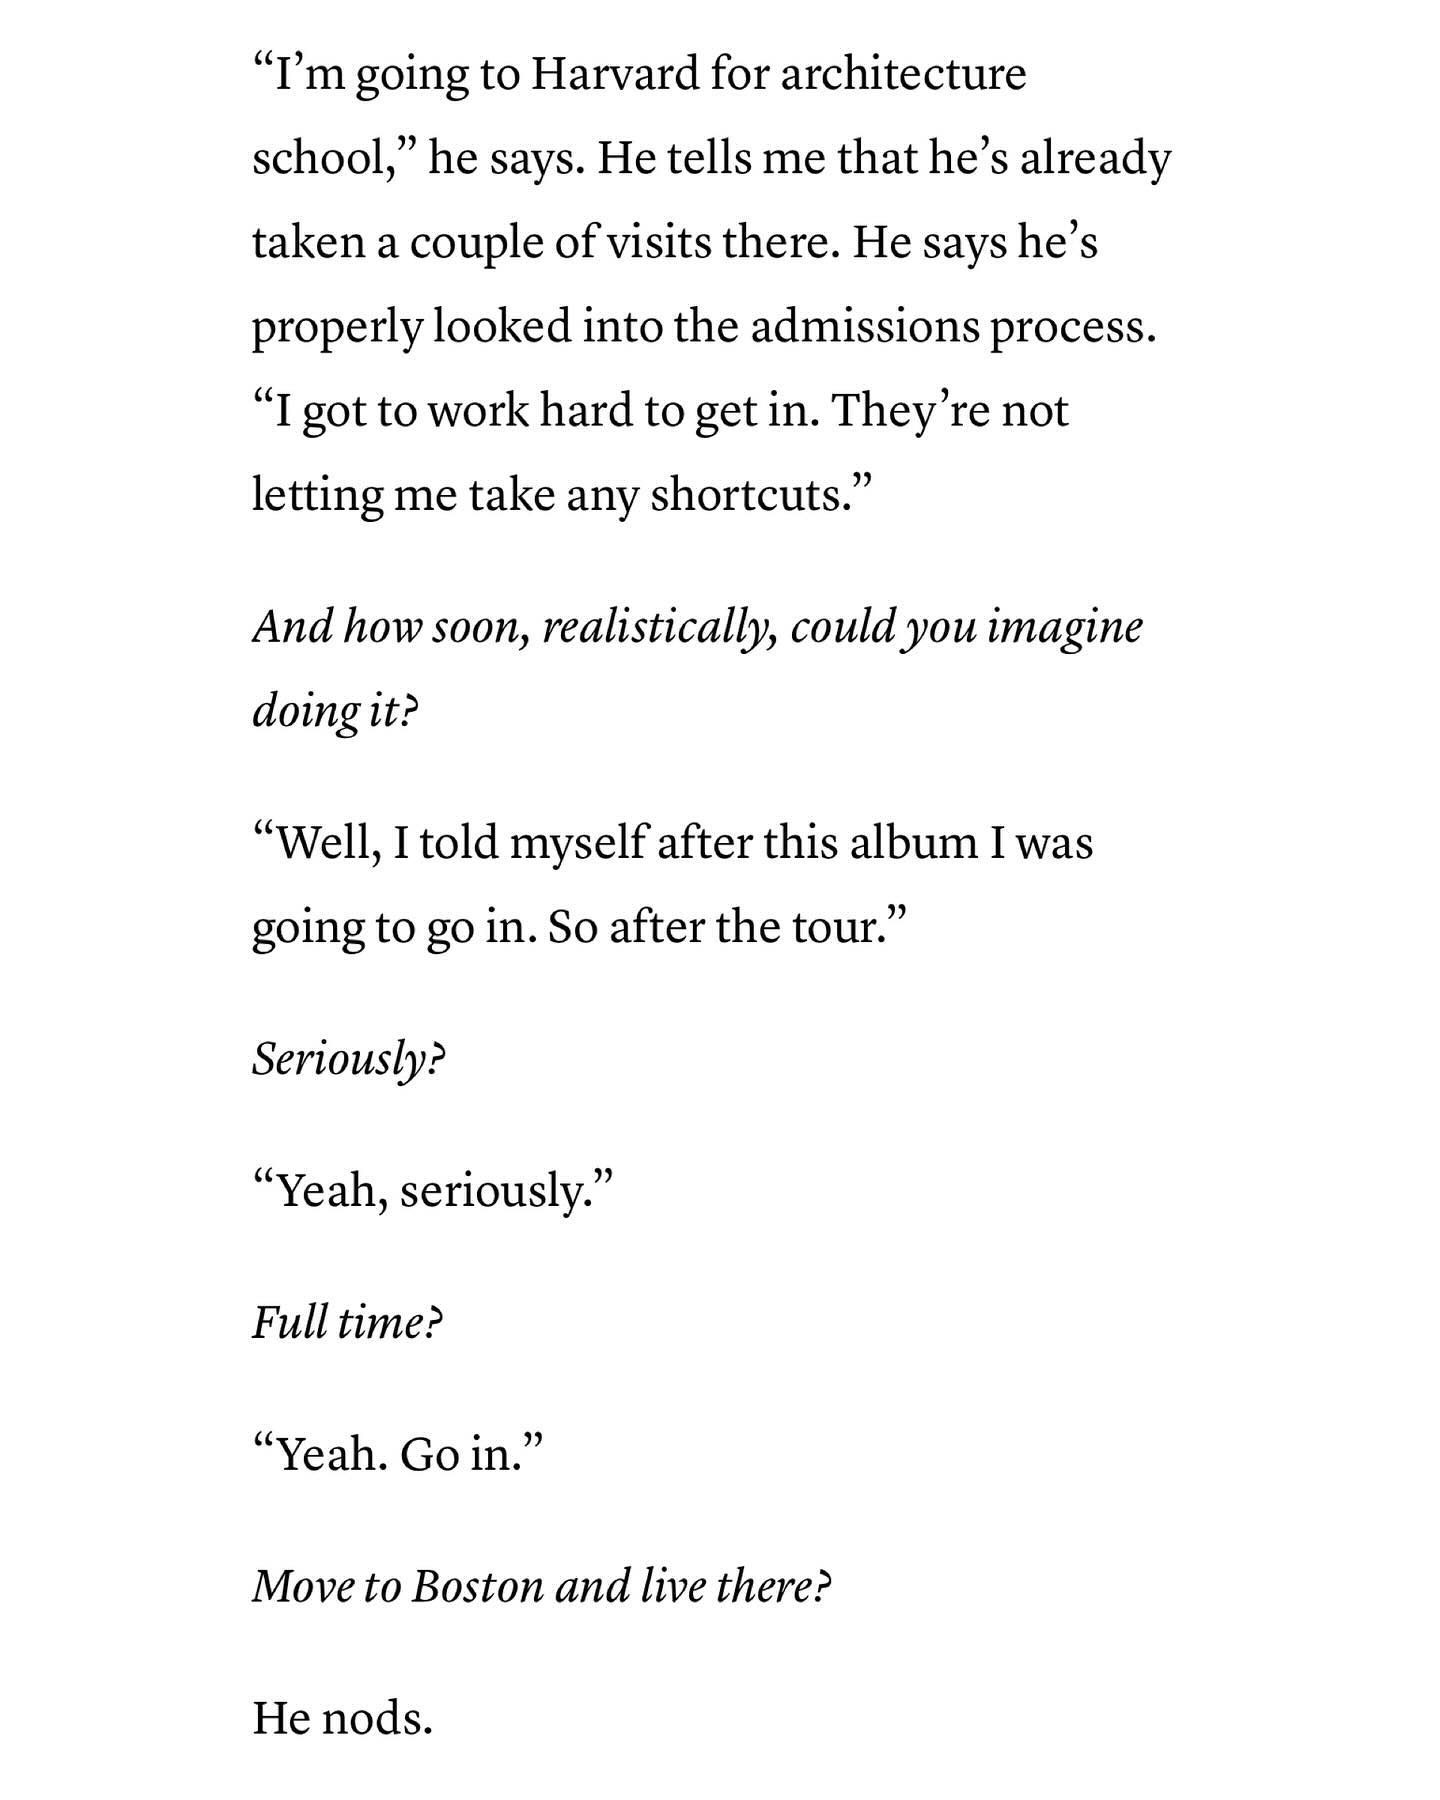 “I’m going to Harvard for architecture
school,” he says. He tells me that he’s already
taken a couple of visits there. He says he’s
properly looked into the admissions process.
“I got to work hard to get in. They’re not
letting me take any shortcuts.”
And how soon, realistically, could you imagine
doing it?
“Well, I told myself after this album I was
going to go in. So after the tour.”
Seriously?
“Yeah, seriously.”
Full time?
“Yeah. Go in.”
Move to Boston and live there?
He nods.